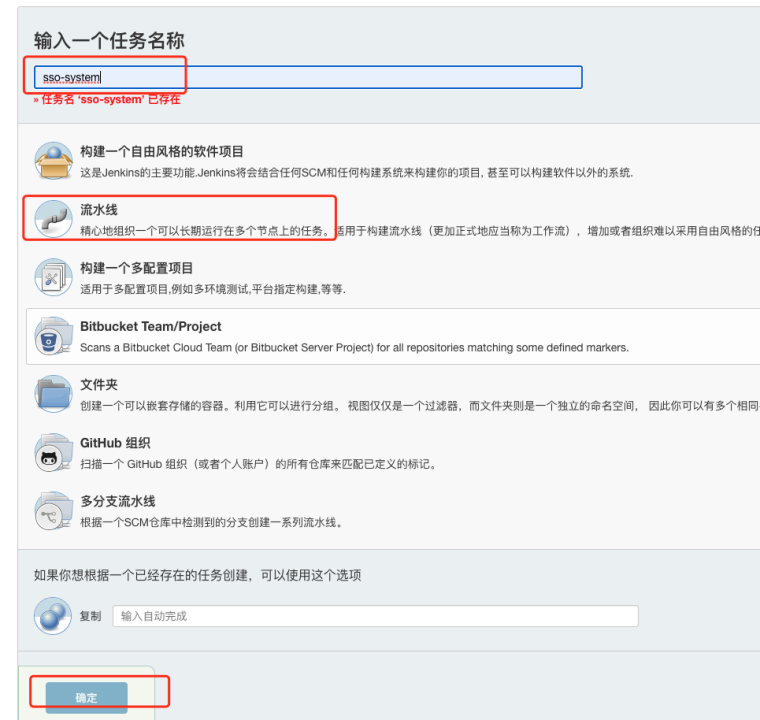 输入一个任务名称
sso-system
» 任务名 'sso-system' 已存在
构建一个自由风格的软件项目
这是Jenkins的主要功能.Jenkins将会结合任何SCM和任何构建系统来构建你的项目, 甚至可以构建软件以外的系统.
流水线
精心地组织一个可以长期运行在多个节点上的任务。适用于构建流水线（更加正式地应当称为工作流），增加或者组织难以采用自由风格的任
构建一个多配置项目
适用于多配置项目,例如多环境测试,平台指定构建,等等.
Bitbucket Team/Project
Scans a Bitbucket Cloud Team (or Bitbucket Server Project) for all repositories matching some defined markers.
文件夹
创建一个可以嵌套存储的容器。利用它可以进行分组。 视图仅仅是一个过滤器，而文件夹则是一个独立的命名空间， 因此你可以有多个相同
GitHub 组织
扫描一个 GitHub 组织（或者个人账户）的所有仓库来匹配已定义的标记。
多分支流水线
根据一个SCM仓库中检测到的分支创建一系列流水线。
如果你想根据一个已经存在的任务创建，可以使用这个选项
复制 输入自动完成
确定